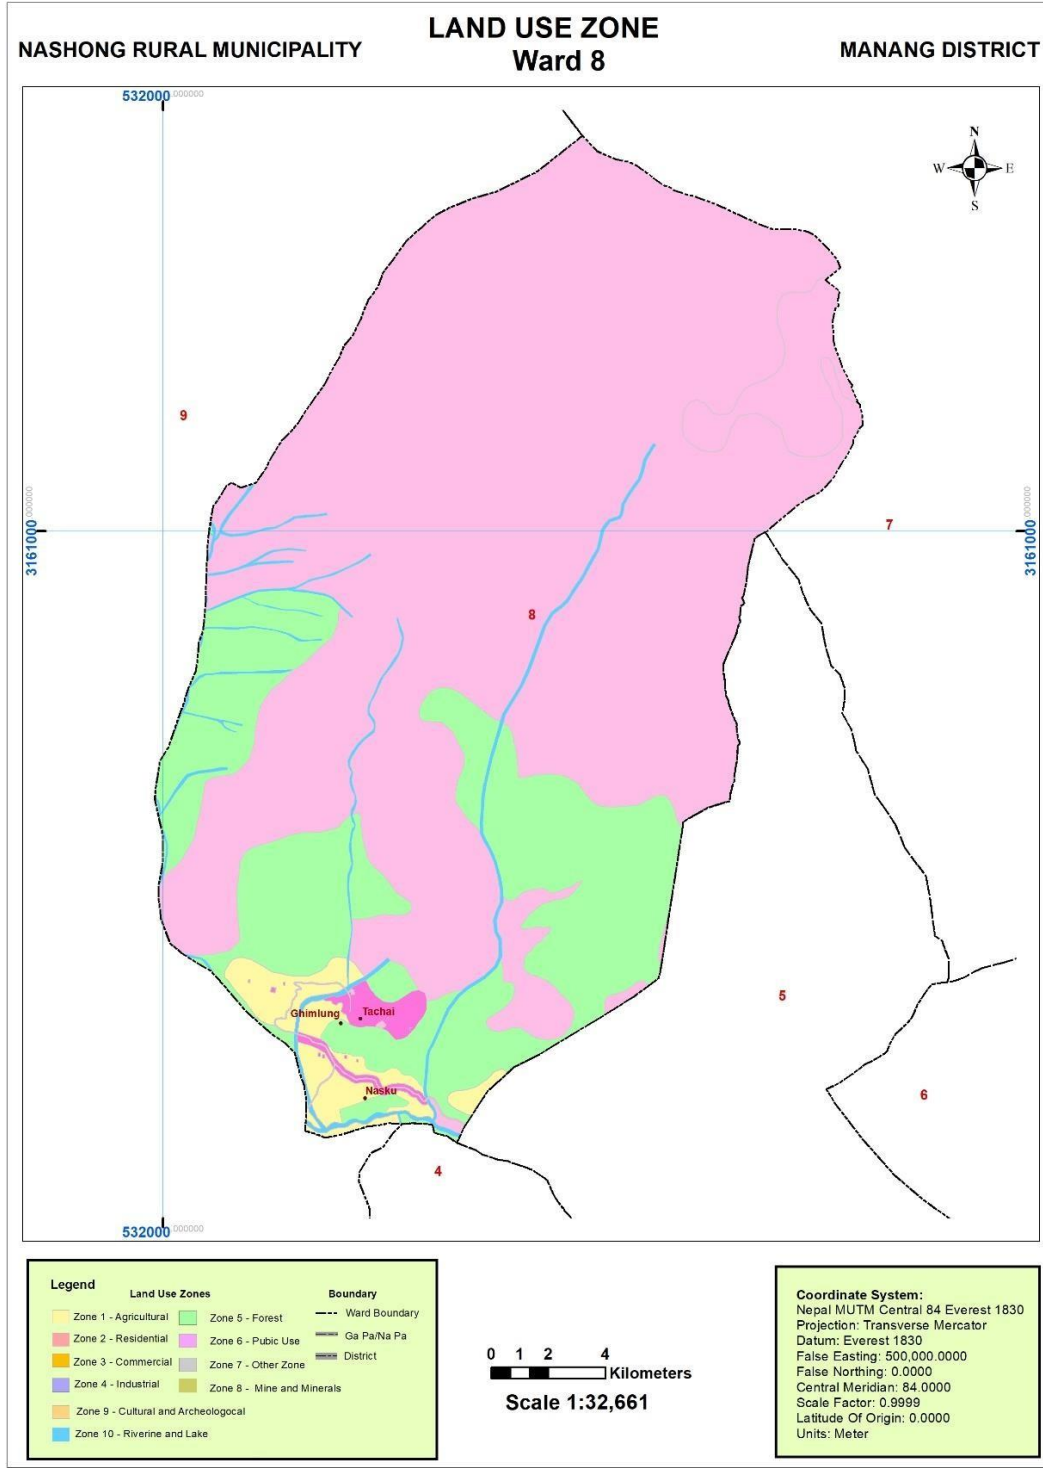 LAND USE ZONE
NASHONG RURAL MUNICIPALITY
Ward 8
MANANG DISTRICT
532000.000000
N
W
E
S
9
3161000.000000
7
3161000.000000
8
Ghimlung
Tachai
5
Nasku
6
4
532000.000000
Legend
Land Use Zones
Boundary
Zone 1 - Agricultural
Zone 5 - Forest
Ward Boundary
Zone 2 - Residential
Zone 6 - Pubic Use
Ga Pa/Na Pa
Zone 3 - Commercial
Zone 7 - Other Zone
District
Zone 4 - Industrial
Zone 8 - Mine and Minerals
Zone 9 - Cultural and Archeologocal
Zone 10 - Riverine and Lake
0 1 2 4
Kilometers
Scale 1:32,661
Coordinate System:
Nepal MUTM Central 84 Everest 1830
Projection: Transverse Mercator
Datum: Everest 1830
False Easting: 500,000.0000
False Northing: 0.0000
Central Meridian: 84.0000
Scale Factor: 0.9999
Latitude Of Origin: 0.0000
Units: Meter